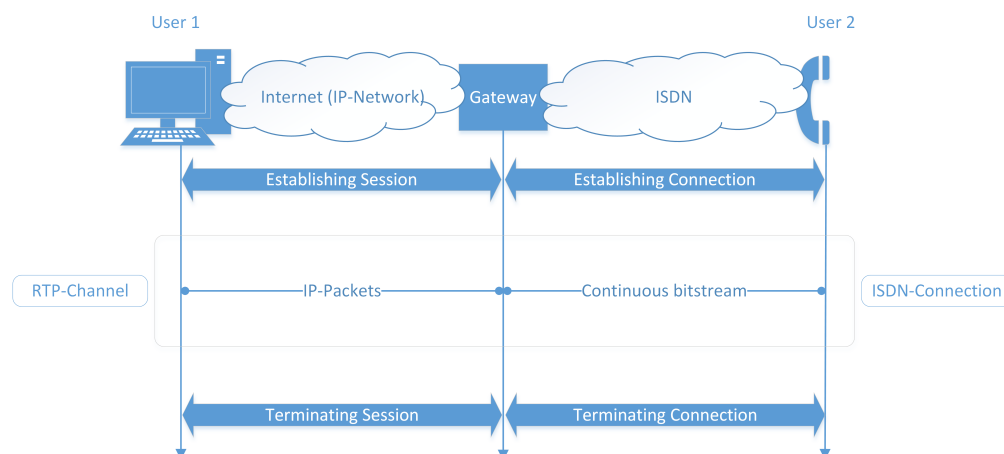 User 1
User 2
Internet (IP-Network)
Gateway
ISDN
Establishing Session
Establishing Connection
RTP-Channel
IP-Packets
Continuous bitstream
ISDN-Connection
Terminating Session
Terminating Connection